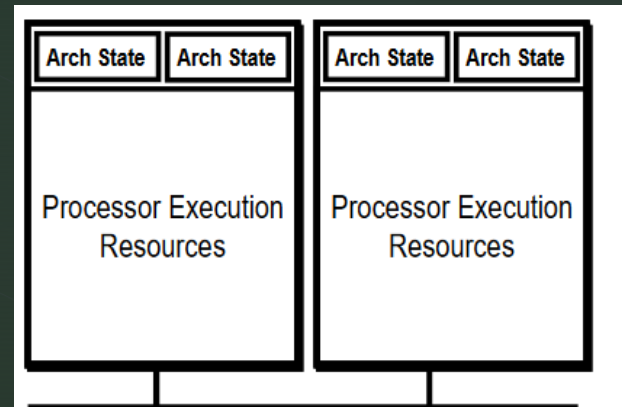 Arch State Arch State Arch State Arch State
Processor Execution Resources
Processor Execution Resources